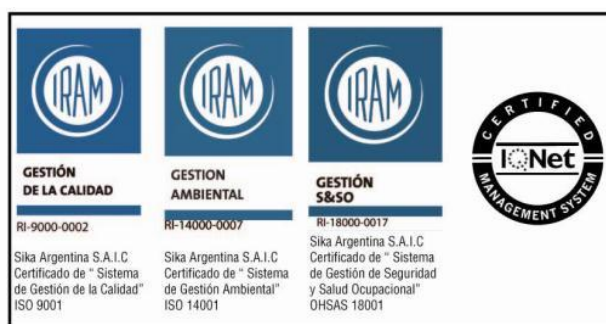 IRAM
GESTIÓN
DE LA CALIDAD
RI-9000-0002
Sika Argentina S.A.I.C
Certificado de “ Sistema
de Gestión de la Calidad”
ISO 9001
IRAM
GESTION
AMBIENTAL
RI-14000-0007
Sika Argentina S.A.I.C
Certificado de “ Sistema
de Gestión Ambiental”
ISO 14001
IRAM
GESTIÓN
S&SO
RI-18000-0017
Sika Argentina S.A.I.C
Certificado de “ Sistema
de Gestión de Seguridad
y Salud Ocupacional”
OHSAS 18001
CERTIFIED
IQNet
MANAGEMENT SYSTEM